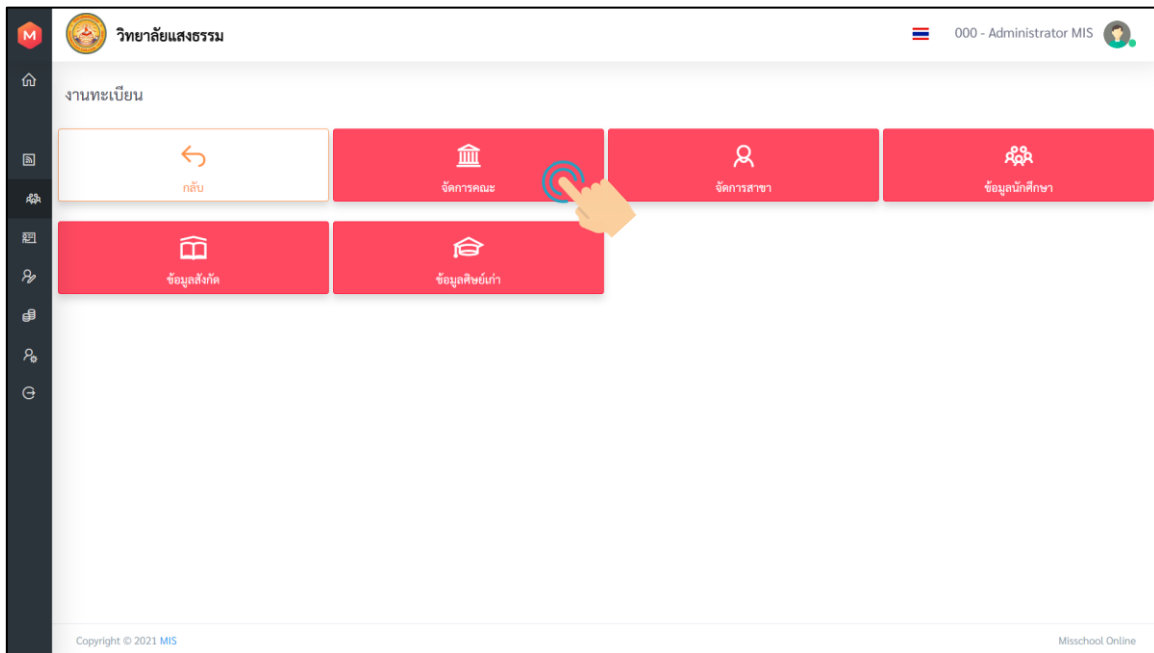 M
วิทยาลัยแสงธรรม
000 - Administrator MIS
งานทะเบียน
กลับ
จัดการคณะ
จัดการสาขา
ข้อมูลนักศึกษา
ข้อมูลสังกัด
ข้อมูลศิษย์เก่า
Copyright © 2021 MIS
Misschool Online